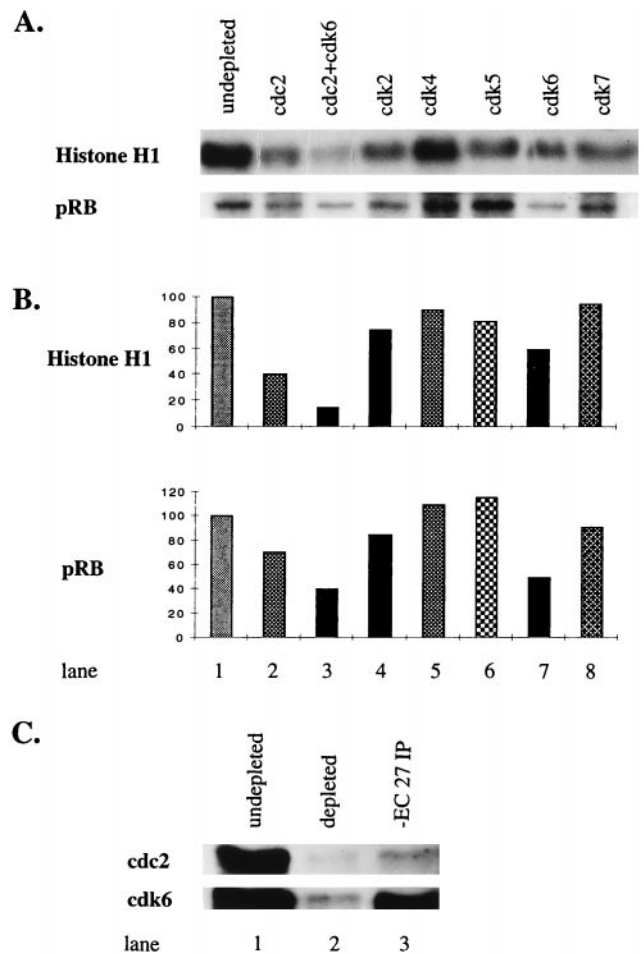 A.
undepleted
cdc2
cdc2+cdk6
cdk2
cdk4
cdk5
cdk6
cdk7
Histone H1
pRB
B.
100
80
60
40
20
0
Histone H1
120
100
80
60
40
20
0
pRB
lane 1 2 3 4 5 6 7 8
C.
undepleted
depleted
-EC 27 IP
cdc2
cdk6
lane 1 2 3